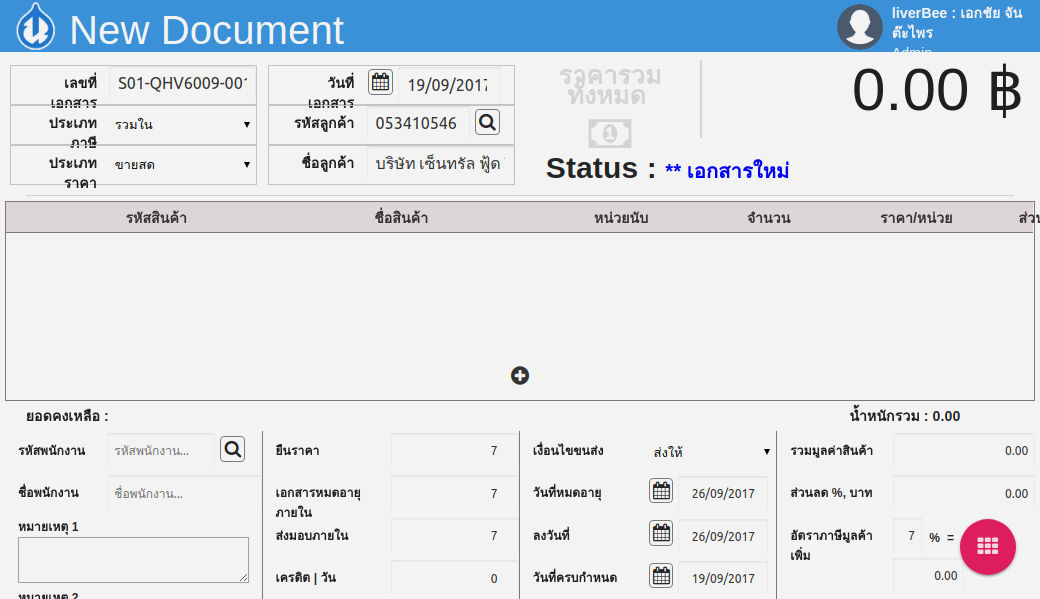 New Document
liverBee : เอกชัย จัน
ต๊ะไพร
Admin
เลขที่
เอกสาร
S01-QHV6009-001
วันที่
เอกสาร
19/09/2017
ราคารวม
ทั้งหมด
0.00 ฿
ประเภท
ภาษี
รวมใน
รหัสลูกค้า
053410546
ประเภท
ราคา
ขายสด
ชื่อลูกค้า
บริษัท เซ็นทรัล ฟู้ด
Status : ** เอกสารใหม่
รหัสสินค้า ชื่อสินค้า หน่วยนับ จำนวน ราคา/หน่วย ส่วน
ยอดคงเหลือ : น้ำหนักรวม : 0.00
รหัสพนักงาน รหัสพนักงาน...
ชื่อพนักงาน ชื่อพนักงาน...
หมายเหตุ 1
หมายเหตุ 2
ยืนราคา 7
เอกสารหมดอายุ
ภายใน
7
ส่งมอบภายใน 7
เครดิต | วัน 0
เงื่อนไขขนส่ง ส่งให้
วันที่หมดอายุ 26/09/2017
ลงวันที่ 26/09/2017
วันที่ครบกำหนด 19/09/2017
รวมมูลค่าสินค้า 0.00
ส่วนลด %, บาท 0.00
อัตราภาษีมูลค่า
เพิ่ม
7 % =
0.00